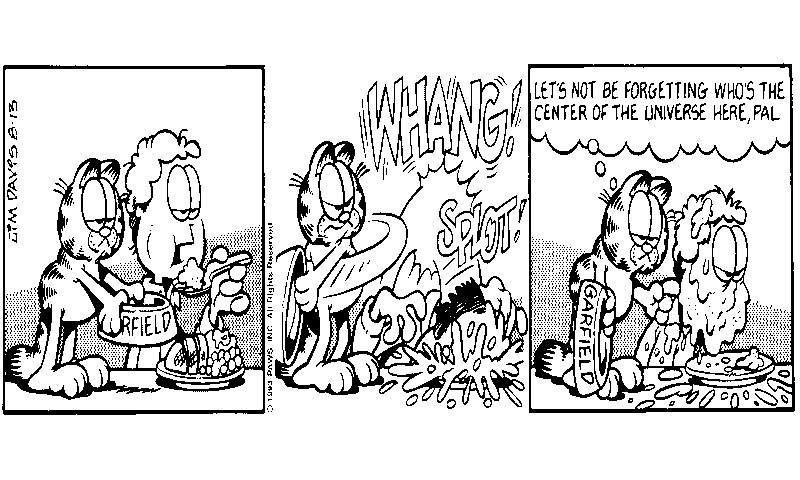 JIM DAVIS 8-13
RFIELD
© 1993 PAWS, INC. All Rights Reserved.
WHANG!
SPLOT!
LET'S NOT BE FORGETTING WHO'S THE
CENTER OF THE UNIVERSE HERE, PAL
GARFIELD